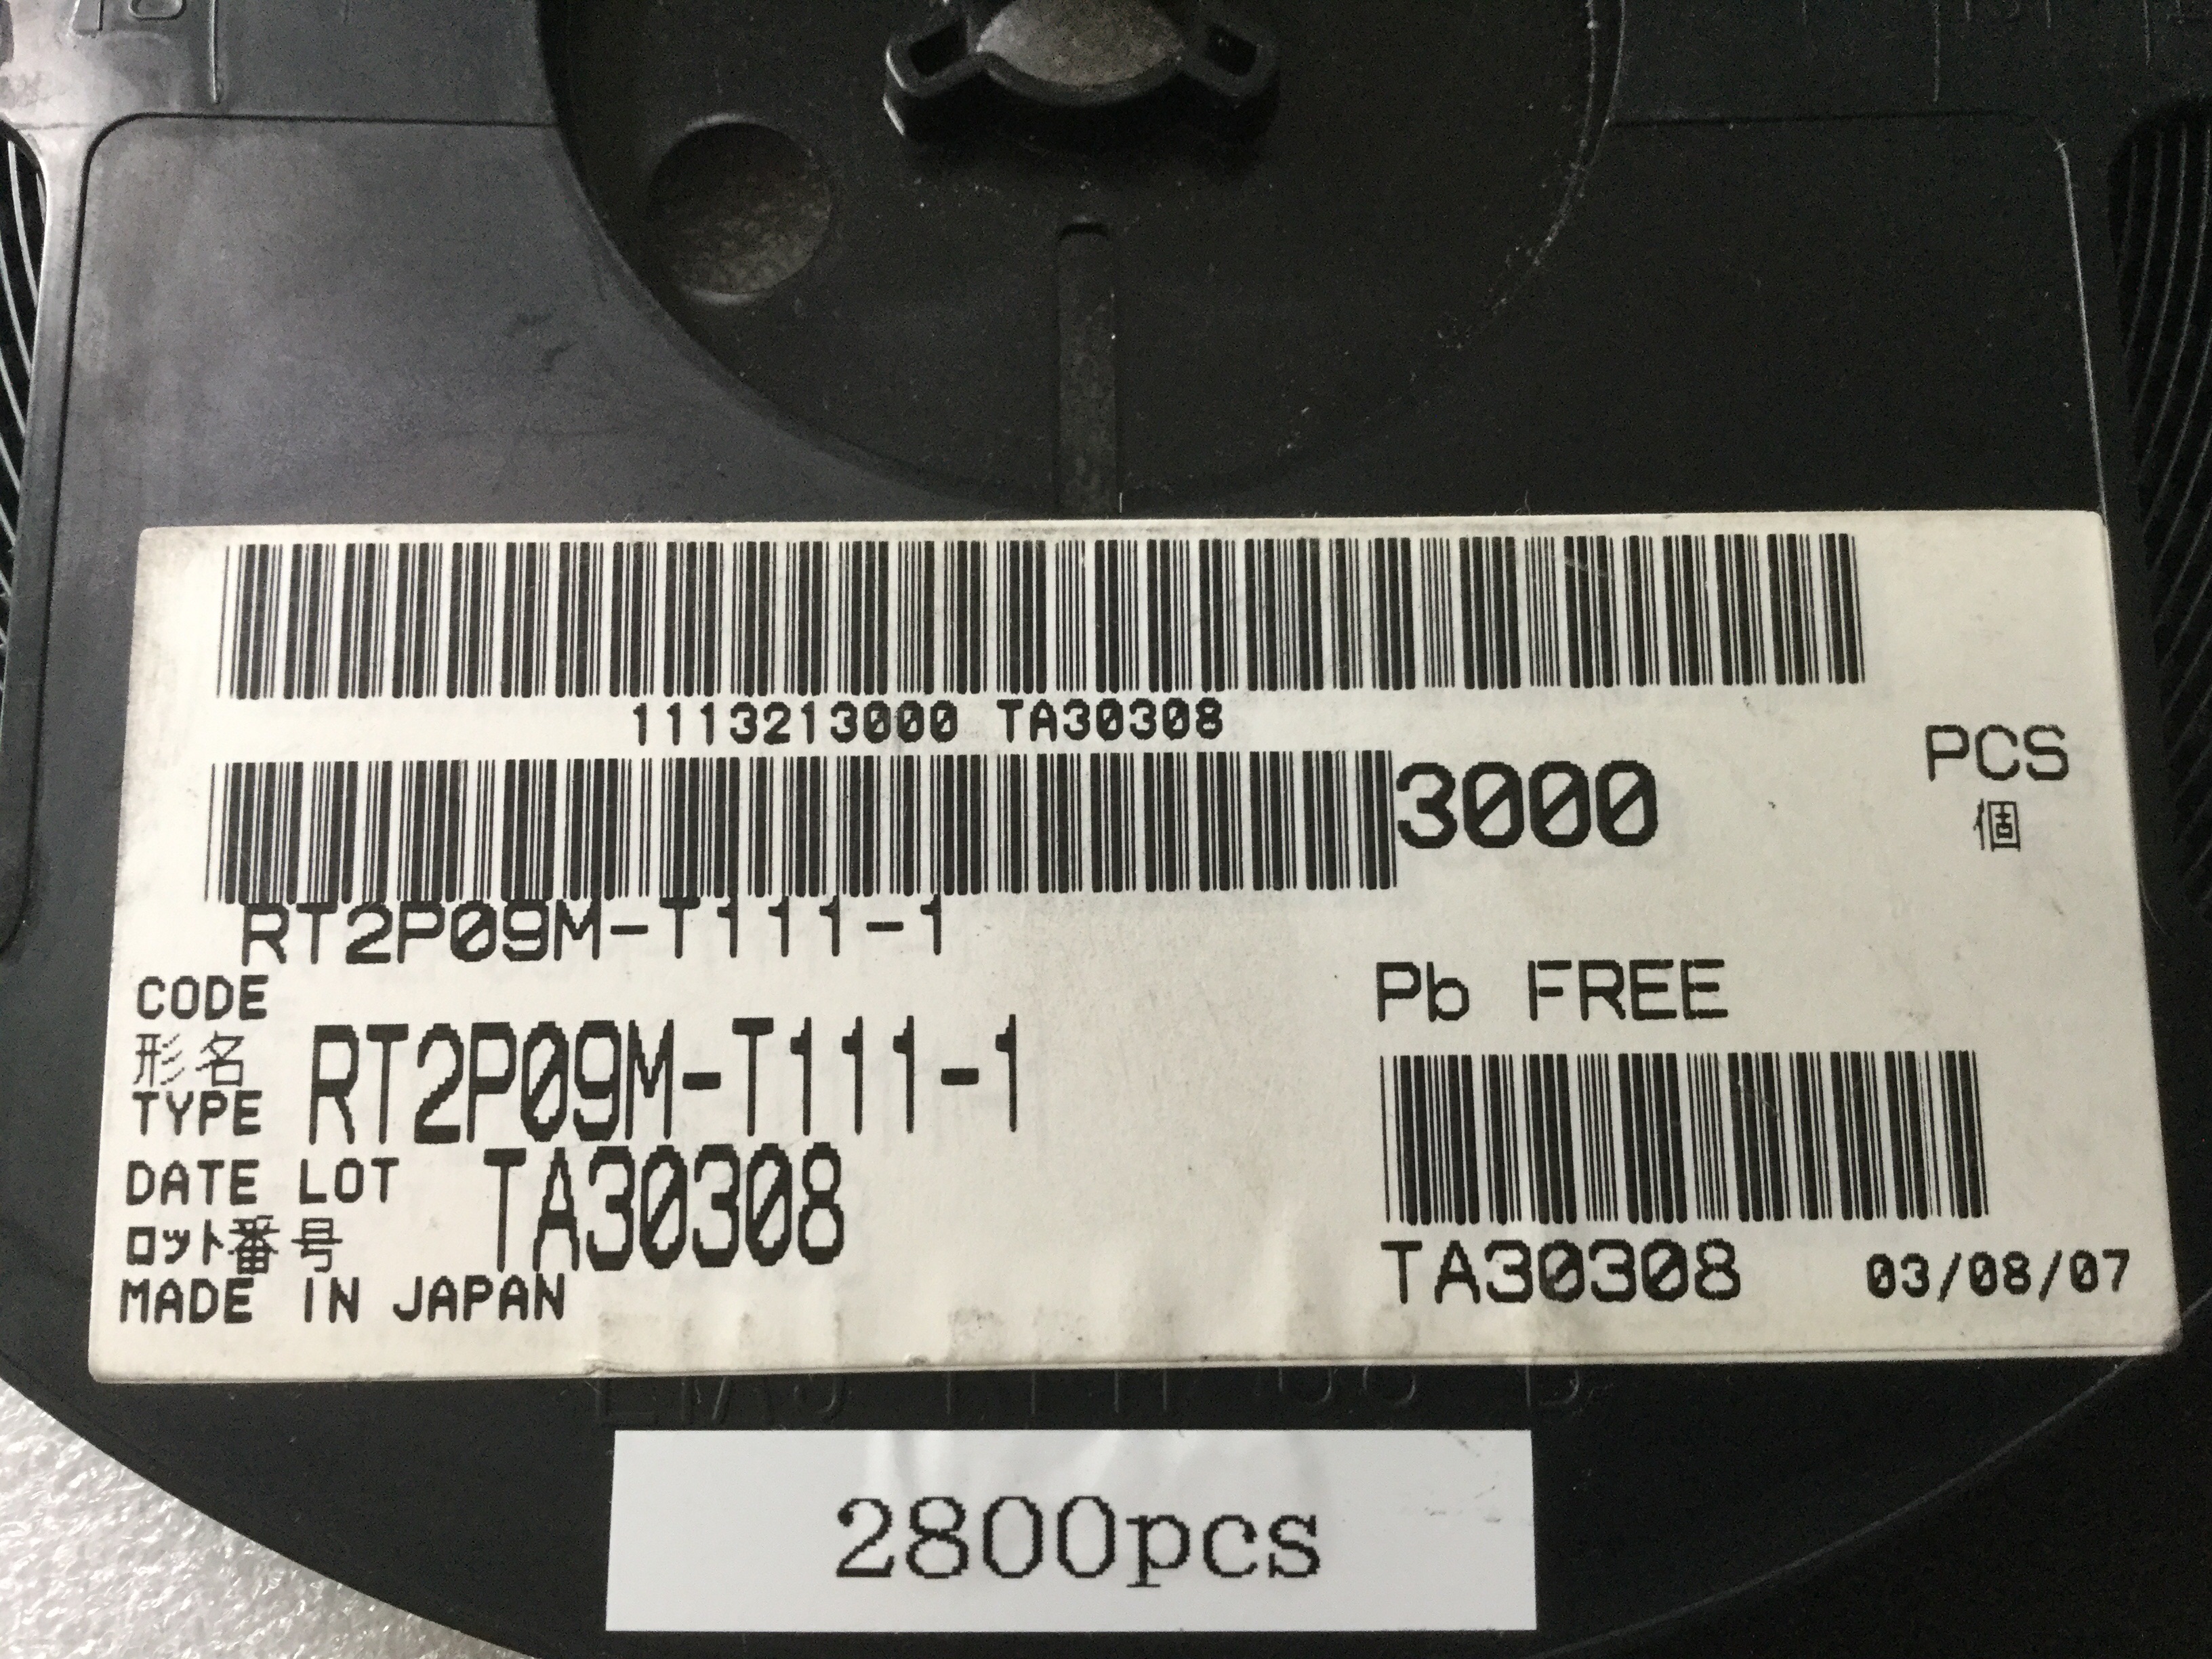 1113213000 TA30308
3000 PCS
個
RT2P09M-T111-1
CODE
Pb FREE
形名
TYPE RT2P09M-T111-1
DATE LOT TA30308
ロット番号
TA30308 03/08/07
MADE IN JAPAN
2800pcs